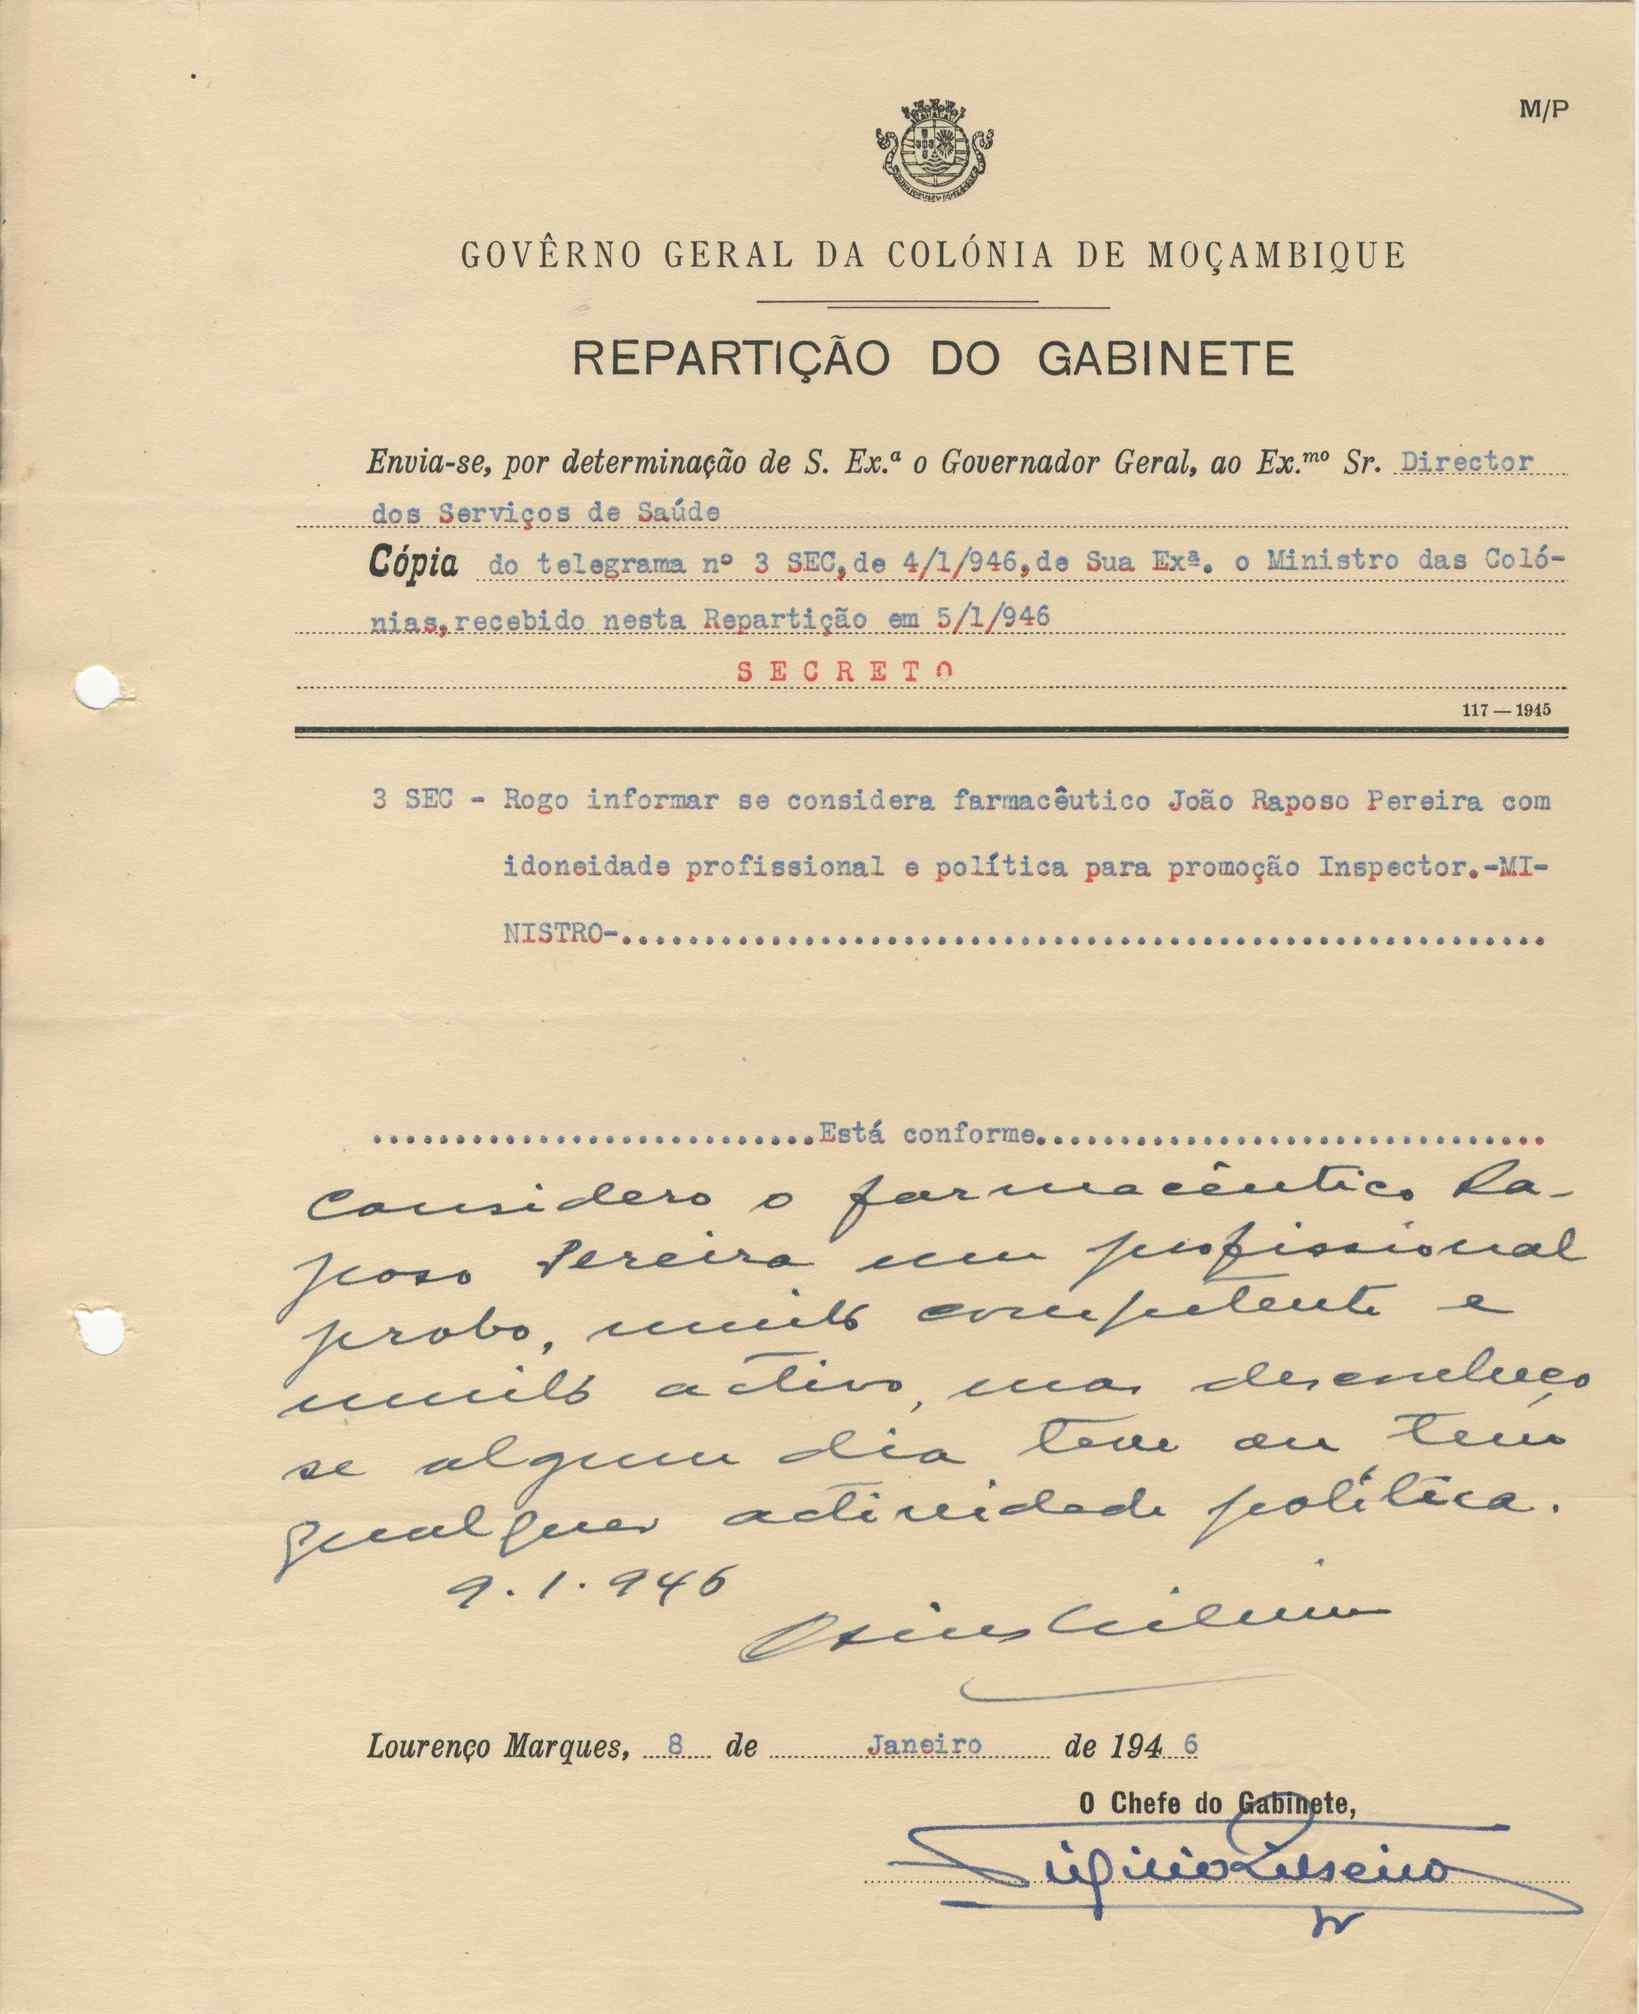 M/P
GOVÊRNO GERAL DA COLÓNIA DE MOÇAMBIQUE
REPARTIÇÃO DO GABINETE
Envia-se, por determinação de S. Ex.ª o Governador Geral, ao Ex.mo Sr. Director
dos Serviços de Saúde
Cópia do telegrama nº 3 SEC, de 4/1/946, de Sua Exª. o Ministro das Coló-
nias, recebido nesta Repartição em 5/1/946
SECRETO
117 — 1945
3 SEC - Rogo informar se considera farmacêutico João Raposo Pereira com
idoneidade profissional e política para promoção Inspector.-MI-
NISTRO-........................................................
...........................Está conforme...............................
Considero o farmacêutico Ra-
poso Pereira um profissional
probo, muito competente e
muito activo, mas desconheço
se algum dia teve ou tem
qualquer actividade política.
9.1.946
Lourenço Marques, 8 de Janeiro de 1946
O Chefe do Gabinete,